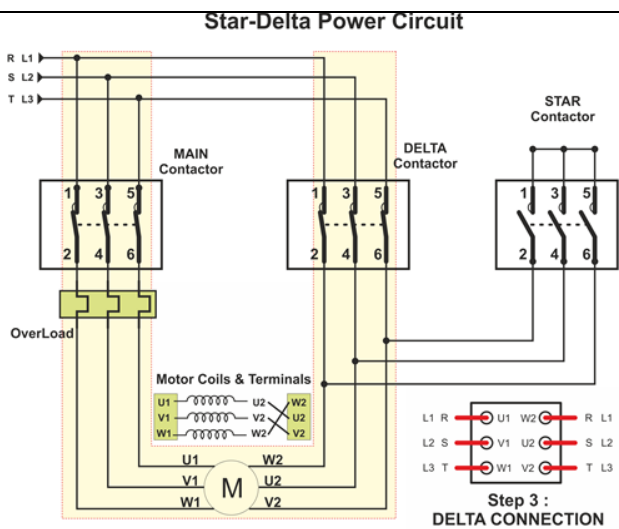 Star-Delta Power Circuit
R L1
S L2
T L3
MAIN
Contactor
DELTA
Contactor
STAR
Contactor
1 3 5
2 4 6
1 3 5
2 4 6
1 3 5
2 4 6
OverLoad
Motor Coils & Terminals
U1 U2 W2
V1 V2 U2
W1 W2 V2
U1 W2
V1 M U2
W1 V2
L1 R U1 W2 R L1
L2 S V1 U2 S L2
L3 T W1 V2 T L3
Step 3 :
DELTA CONNECTION